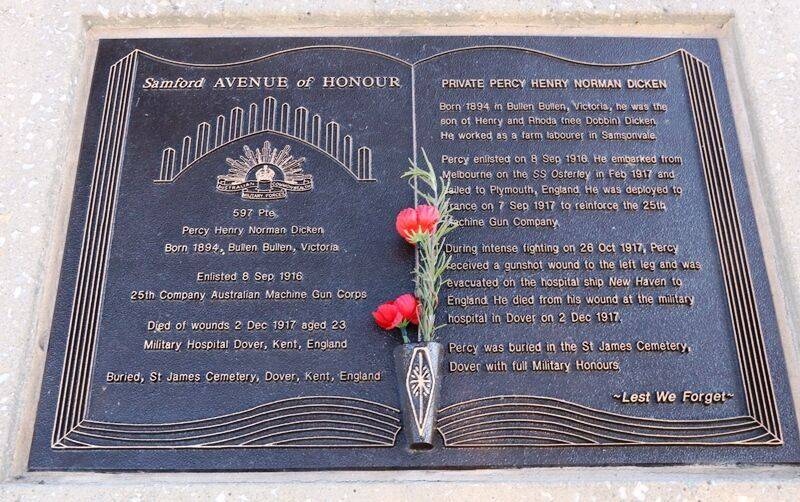 Samford AVENUE of HONOUR
AUSTRALIAN COMMONWEALTH
MILITARY FORCES
597 Pte
Percy Henry Norman Dicken
Born 1894, Bullen Bullen, Victoria
Enlisted 8 Sep 1916
25th Company Australian Machine Gun Corps
Died of wounds 2 Dec 1917 aged 23
Military Hospital Dover, Kent, England
Buried, St James Cemetery, Dover, Kent, England
PRIVATE PERCY HENRY NORMAN DICKEN
Born 1894 in Bullen Bullen, Victoria, he was the
son of Henry and Rhoda (nee Dobbin) Dicken.
He worked as a farm labourer in Samsonvale.
Percy enlisted on 8 Sep 1916. He embarked from
Melbourne on the SS Osterley in Feb 1917 and
sailed to Plymouth, England. He was deployed to
France on 7 Sep 1917 to reinforce the 25th
Machine Gun Company.
During intense fighting on 26 Oct 1917, Percy
received a gunshot wound to the left leg and was
evacuated on the hospital ship New Haven to
England. He died from his wound at the military
hospital in Dover on 2 Dec 1917.
Percy was buried in the St James Cemetery,
Dover with full Military Honours.
~Lest We Forget~